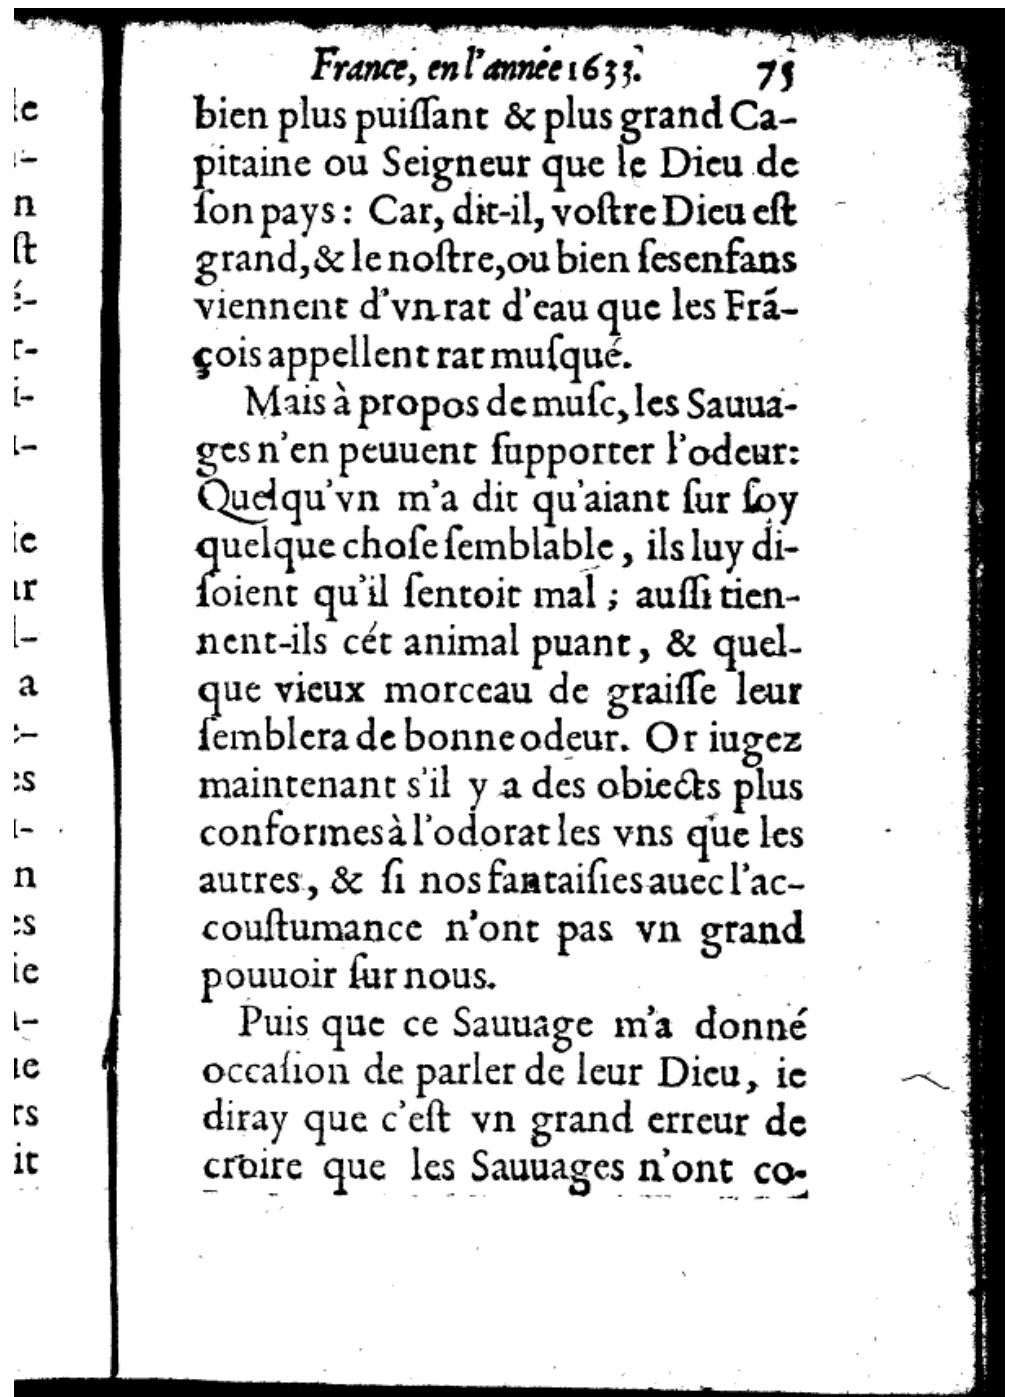 France, en l'année 1633. 75
bien plus puiſſant & plus grand Ca-
pitaine ou Seigneur que le Dieu de
ſon pays : Car, dit-il, voſtre Dieu eſt
grand, & le noſtre, ou bien ſes enfans
viennent d'vn rat d'eau que les Frã-
çois appellent rat muſqué.
Mais à propos de muſc, les Sauua-
ges n'en peuuent ſupporter l'odeur:
Quelqu'vn m'a dit qu'aiant ſur ſoy
quelque choſe ſemblable, ils luy di-
ſoient qu'il ſentoit mal ; auſſi tien-
nent-ils cét animal puant, & quel-
que vieux morceau de graiſſe leur
ſemblera de bonne odeur. Or iugez
maintenant s'il y a des obiects plus
conformes à l'odorat les vns que les
autres, & ſi nos fantaiſies auec l'ac-
couſtumance n'ont pas vn grand
pouuoir ſur nous.
Puis que ce Sauuage m'a donné
occaſion de parler de leur Dieu, ie
diray que c'eſt vn grand erreur de
croire que les Sauuages n'ont co-